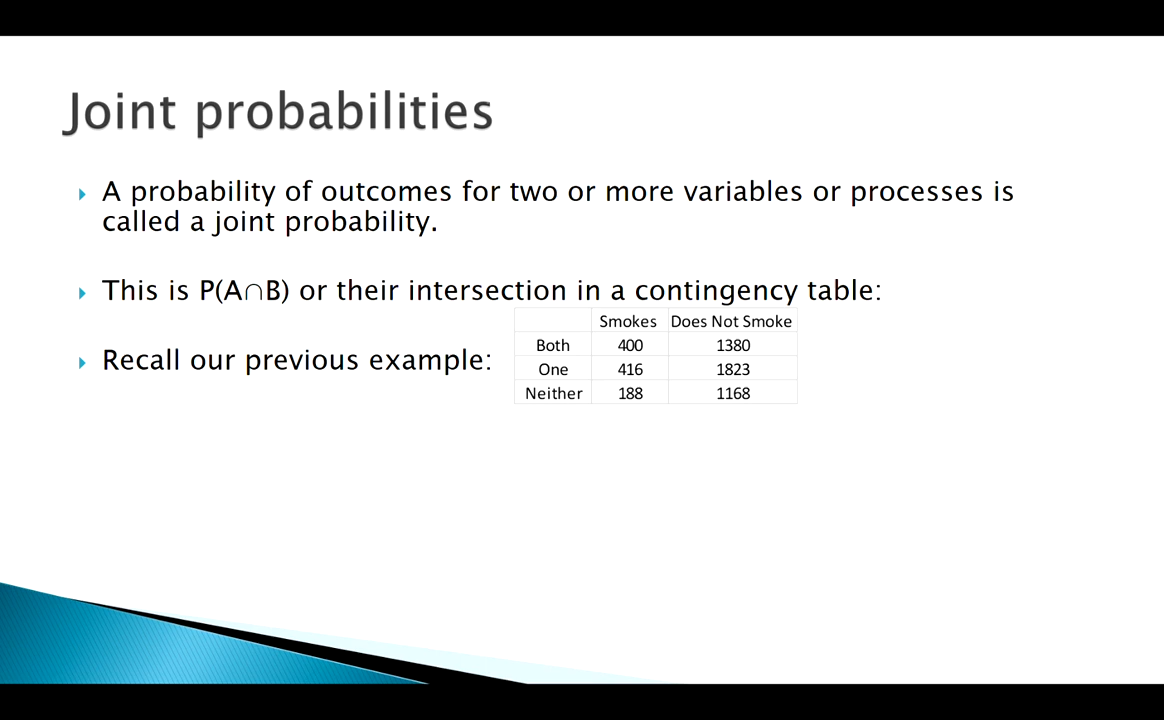 Joint probabilities
A probability of outcomes for two or more variables or processes is
called a joint probability.
This is P(A∩B) or their intersection in a contingency table:
Recall our previous example:
Smokes Does Not Smoke
Both 400 1380
One 416 1823
Neither 188 1168